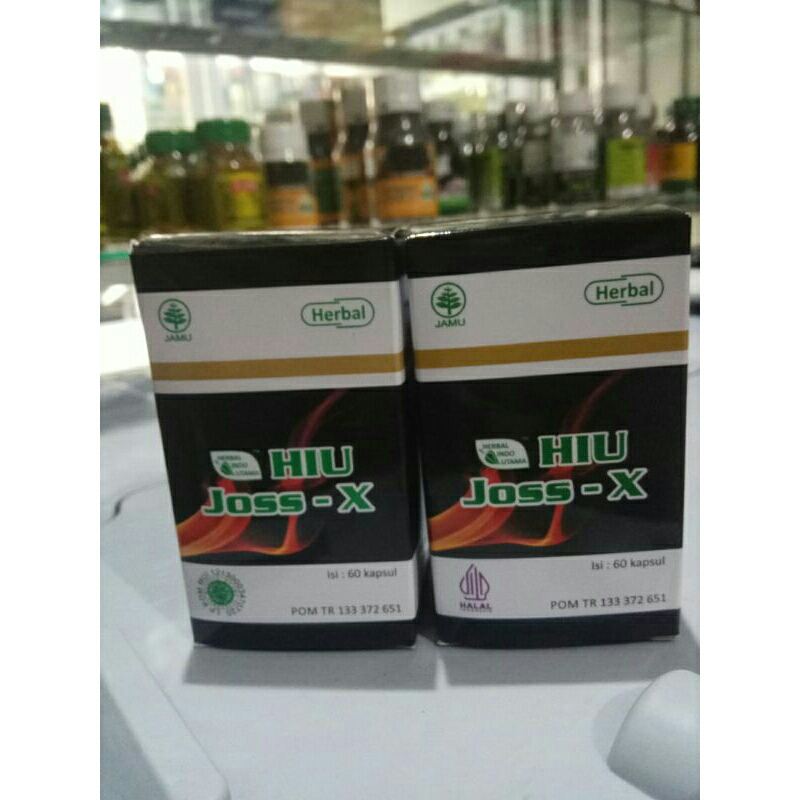 JAMU
Herbal
HERBAL
INDO
UTAMA
HIU
Joss - X
Isi : 60 kapsul
POM TR 133 372 651
JAMU
Herbal
HERBAL
INDO
UTAMA
HIU
Joss - X
Isi : 60 kapsul
HALAL
POM TR 133 372 651